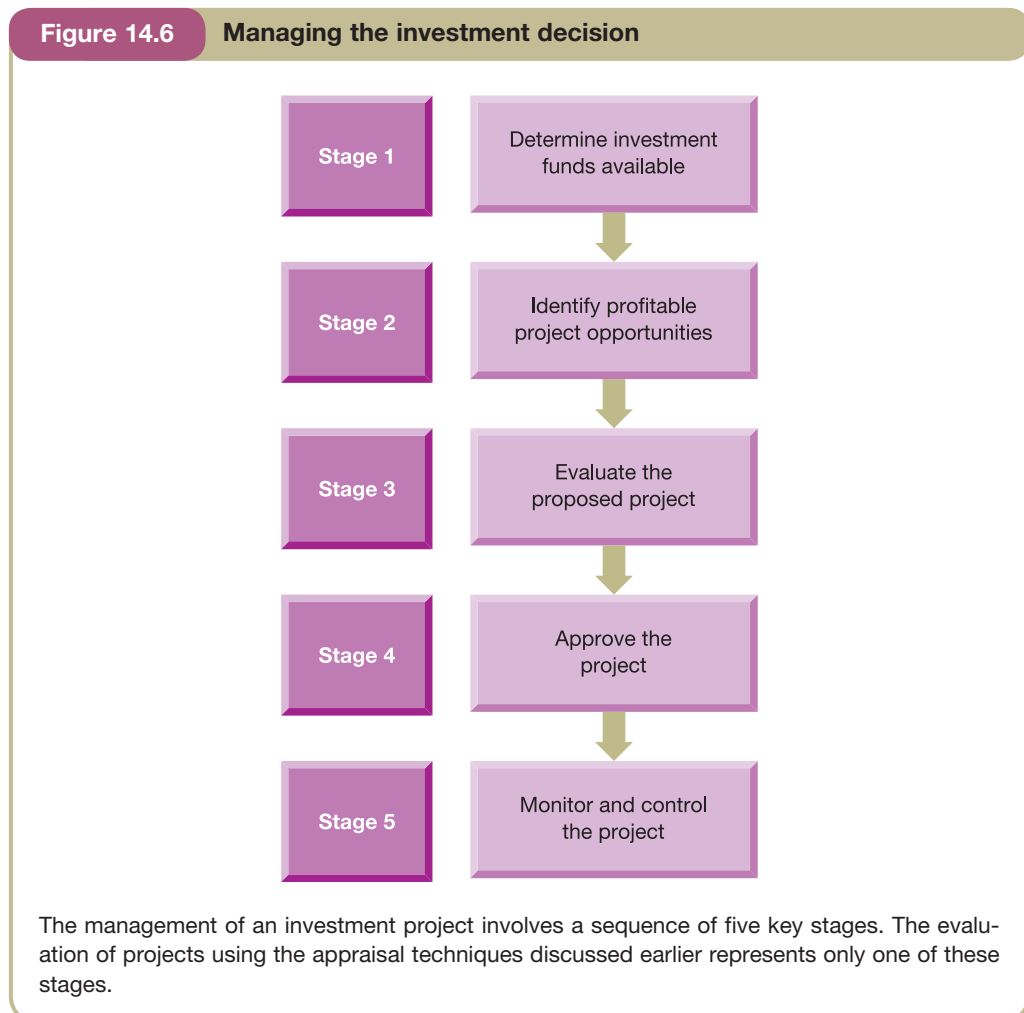 Figure 14.6 Managing the investment decision
Stage 1
Determine investment
funds available
Stage 2
Identify profitable
project opportunities
Stage 3
Evaluate the
proposed project
Stage 4
Approve the
project
Stage 5
Monitor and control
the project
The management of an investment project involves a sequence of five key stages. The evalu-
ation of projects using the appraisal techniques discussed earlier represents only one of these
stages.